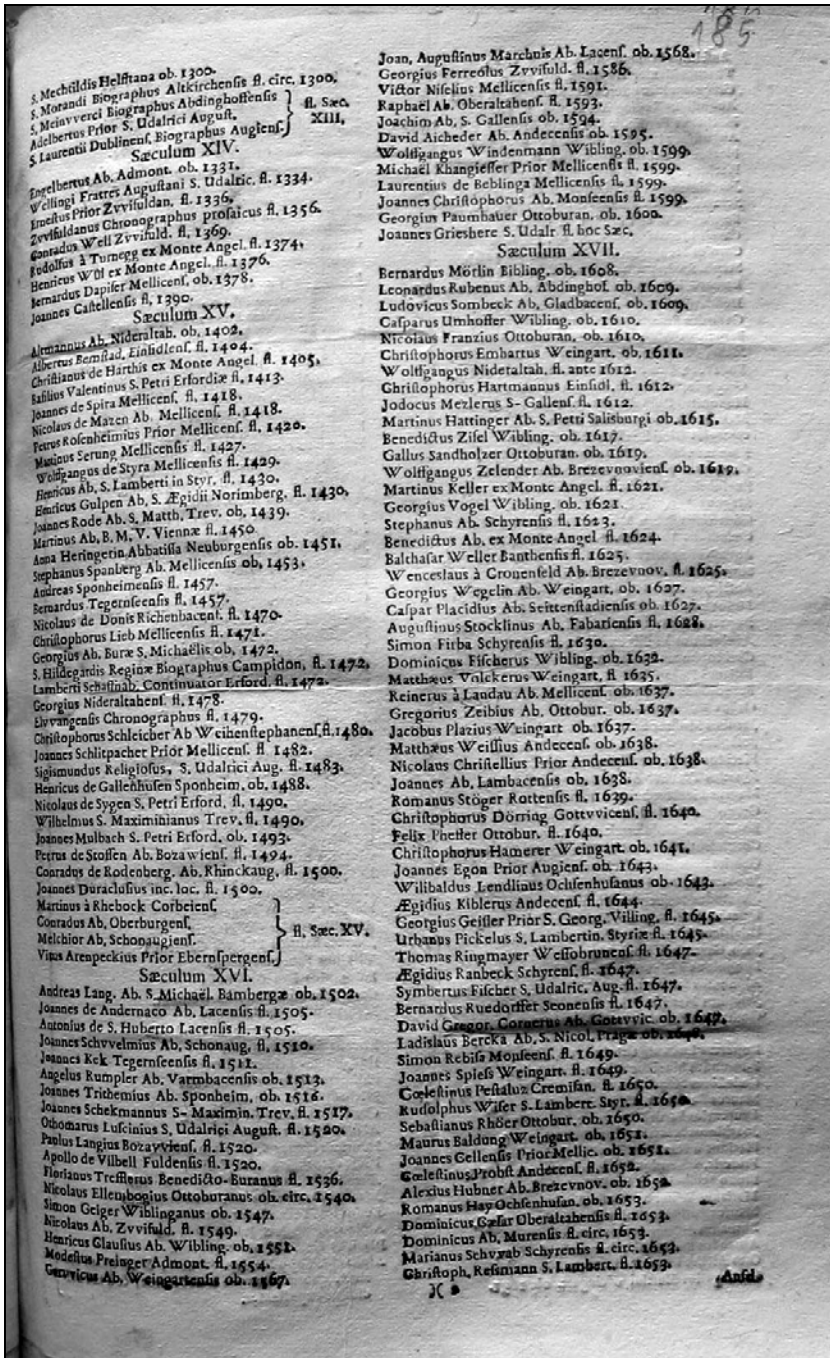 185
S. Mechtildis Helfftana ob. 1300.
S. Morandi Biographus Altkirchensis fl. circ. 1300.
S. Meinvverci Biographus Abdinghoffensis
Adelbertus Prior S. Udalrici August.
S. Laurentii Dublinens. Biographus Augiens.
fl. Sæc. XIII.
Sæculum XIV.
Engelbertus Ab. Admont. ob. 1331.
Wellingi Fratres Augustani S. Udalric. fl. 1334.
Ernestus Prior Zvvifuldan. fl. 1336.
Zvvifuldanus Chronographus prosaicus fl. 1356.
Conradus Well Zvvifuld. fl. 1369.
Rudolfus à Turnegg ex Monte Angel. fl. 1374.
Henricus Wôl ex Monte Angel. fl. 1376.
Bernardus Dapifer Mellicens. ob. 1378.
Joannes Castellensis fl. 1390.
Sæculum XV.
Altmannus Ab. Nideraltah. ob. 1402.
Albertus Bernstad. Einsidlens. fl. 1404.
Christianus de Harthis ex Monte Angel. fl. 1405.
Basilius Valentinus S. Petri Erfordiæ fl. 1413.
Joannes de Spira Mellicens. fl. 1418.
Nicolaus de Mazen Ab. Mellicens. fl. 1418.
Petrus Rosenheimius Prior Mellicens. fl. 1420.
Martinus Serung Mellicensis fl. 1427.
Wolffgangus de Styra Mellicensis fl. 1429.
Henricus Ab. S. Lamberti in Styr. fl. 1430.
Henricus Gulpen Ab. S. Ægidii Norimberg. fl. 1430.
Joannes Rode Ab. S. Matth. Trev. ob. 1439.
Martinus Ab. B. M. V. Viennæ fl. 1450
Anna Heringerin Abbatissa Neuburgensis ob. 1451.
Stephanus Spanberg Ab. Mellicensis ob. 1453.
Andreas Sponheimensis fl. 1457.
Bernardus Tegernseensis fl. 1457.
Nicolaus de Donis Richenbacens. fl. 1470.
Christophorus Lieb Mellicensis fl. 1471.
Georgius Ab. Buræ S. Michaëlis ob. 1472.
S. Hildegardis Reginæ Biographus Campidon. fl. 1472.
Lamberti Schaffnab. Continuator Erford. fl. 1472.
Georgius Nideraltahens. fl. 1478.
Elvvangensis Chronographus fl. 1479.
Christophorus Schleicher Ab Weihenstephanens. fl. 1480.
Joannes Schlitpacher Prior Mellicens. fl. 1482.
Sigismundus Religiosus, S. Udalrici Aug. fl. 1483.
Henricus de Gallenhusen Sponheim. ob. 1488.
Nicolaus de Sygen S. Petri Erford. fl. 1490.
Wilhelmus S. Maximinianus Trev. fl. 1490.
Joannes Mulbach S. Petri Erford. ob. 1493.
Petrus de Stoffen Ab. Bozawiens. fl. 1494.
Conradus de Rodenberg. Ab. Rhinckaug. fl. 1500.
Joannes Duraclusius inc. loc. fl. 1500.
Martinus à Rhebock Corbeiens.
Conradus Ab. Oberburgens.
Melchior Ab. Schonaugiens.
Vitus Arenpeckius Prior Ebernspergens.
fl. Sæc. XV.
Sæculum XVI.
Andreas Lang. Ab. S. Michaël. Bambergæ ob. 1502.
Joannes de Andernaco Ab. Lacensis fl. 1505.
Antonius de S. Huberto Lacensis fl. 1505.
Joannes Schvvelmius Ab. Schonaug. fl. 1510.
Joannes Kek Tegernseensis fl. 1511.
Angelus Rumpler Ab. Varmbacensis ob. 1513.
Joannes Trithemius Ab. Sponheim. ob. 1516.
Joannes Schekmannus S- Maximin. Trev. fl. 1517.
Othomarus Luscinius S. Udalrici August. fl. 1520.
Paulus Langius Bozavviens. fl. 1520.
Apollo de Vilbell Fuldensis fl. 1520.
Florianus Trefflerus Benedicto-Buranus fl. 1536.
Nicolaus Ellenbogius Ottoburanus ob. circ. 1540.
Simon Geiger Wiblinganus ob. 1547.
Nicolaus Ab. Zvvifuld. fl. 1549.
Henricus Glausius Ab. Wibling. ob. 1551.
Modestus Preinger Admont. fl. 1554.
Gervvicus Ab. Weingartensis ob. 1567.
Joan. Augustinus Marchuis Ab. Lacens. ob. 1568.
Georgius Ferreolus Zvvifuld. fl. 1586.
Victor Niselius Mellicensis fl. 1591.
Raphaël Ab. Oberaltahens. fl. 1593.
Joachim Ab. S. Gallensis ob. 1594.
David Aicheder Ab. Andecensis ob. 1595.
Wolffgangus Windenmann Wibling. ob. 1599.
Michaël Khangiesser Prior Mellicensis fl. 1599.
Laurentius de Beblinga Mellicensis fl. 1599.
Joannes Christophorus Ab. Monseensis fl. 1599.
Georgius Paumhauer Ottoburan. ob. 1600.
Joannes Grieshere S. Udalr fl. hoc Sæc.
Sæculum XVII.
Bernardus Mörlin Bibling. ob. 1608.
Leonardus Rubenus Ab. Abdinghof. ob. 1609.
Ludovicus Sombeck Ab. Gladbacens. ob. 1609.
Casparus Umhoffer Wibling. ob. 1610.
Nicolaus Franzius Ottoburan. ob. 1610.
Christophorus Embartus Weingart. ob. 1611.
Wolffgangus Nideraltah. fl. ante 1612.
Christophorus Hartmannus Einsidl. fl. 1612.
Jodocus Mezlerus S- Gallens. fl. 1612.
Martinus Hattinger Ab. S. Petri Salisburgi ob. 1615.
Benedictus Zisel Wibling. ob. 1617.
Gallus Sandholzer Ottoburan. ob. 1619.
Wolffgangus Zelender Ab. Brezevnoviens. ob. 1619.
Martinus Keller ex Monte Angel. fl. 1621.
Georgius Vogel Wibling. ob. 1621
Stephanus Ab. Schyrensis fl. 1623.
Benedictus Ab. ex Monte Angel fl. 1624.
Balthasar Weller Banthensis fl. 1625.
Wenceslaus à Cronenfeld Ab. Brezevnov. fl. 1625.
Georgius Wegelin Ab. Weingart. ob. 1627.
Caspar Placidius Ab. Seittenstadiensis ob. 1627.
Augustinus Stocklinus Ab. Fabariensis fl. 1628.
Simon Firba Schyrensis fl. 1630.
Dominicus Fischerus Wibling. ob. 1632.
Matthæus Volckerus Weingart. fl 1635.
Reinerus à Landau Ab. Mellicens. ob. 1637.
Gregorius Zeibius Ab. Ottobur. ob. 1637.
Jacobus Plazius Weingart ob. 1637.
Matthæus Weissius Andecens. ob. 1638.
Nicolaus Christellius Prior Andecens. ob. 1638.
Joannes Ab. Lambacensis ob. 1638.
Romanus Stöger Rottensis fl. 1639.
Christophorus Dörring Gottvvicens. fl. 1640.
Felix Pfeffer Ottobur. fl. 1640.
Christophorus Hamerer Weingart. ob. 1641.
Joannes Egon Prior Augiens. ob. 1643.
Wilibaldus Lendlinus Ochsenhusanus ob. 1643.
Ægidius Kiblerus Andecens. fl. 1644.
Georgius Geisler Prior S. Georg. Villing. fl. 1645.
Urbanus Pickelus S. Lambertin. Styriæ fl. 1645.
Thomas Ringmayer Wessobrunens. fl. 1647.
Ægidius Ranbeck Schyrens. fl. 1647.
Symbertus Fischer S. Udalric. Aug. fl. 1647.
Bernardus Ruedorffer Seonensis fl. 1647.
David Gregor. Cornerus Ab. Gottvvic. ob. 1647.
Ladislaus Bercka Ab. S. Nicol. Pragæ ob. 1648.
Simon Rebiss Monseens. fl. 1649.
Joannes Spiess Weingart. fl. 1649.
Cœlestinus Pestaluz Cremisan. fl. 1650.
Rudolphus Wiser S. Lambert. Styr. fl. 1650.
Sebastianus Rhöer Ottobur. ob. 1650.
Maurus Baldung Weingart. ob. 1651.
Joannes Gellensis Prior Mellic. ob. 1651.
Cœlestinus Probst Andecens. fl. 1652.
Alexius Hubner Ab. Brezevnov. ob. 1652
Romanus Hay Ochsenhusan. ob. 1653.
Dominicus Cæsar Oberaltahensis fl. 1653.
Dominicus Ab. Murensis fl. circ. 1653.
Marianus Schvvab Schyrensis fl. circ. 1653.
Christoph. Resmann S. Lambert. fl. 1653.
)(
Ansel-